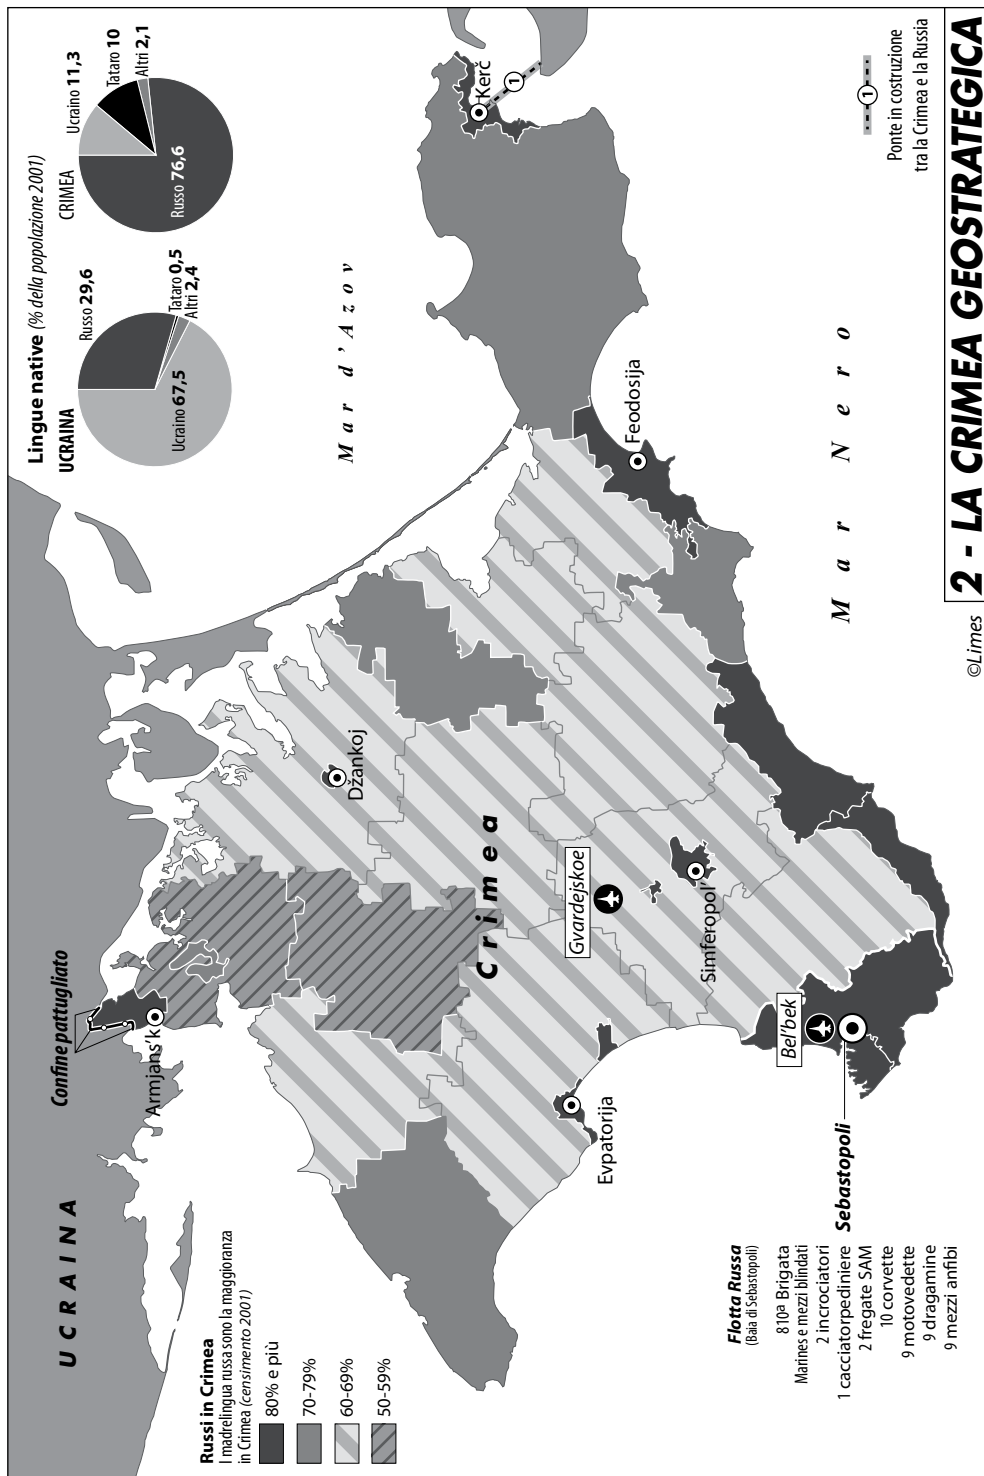 UCRAINA
Confine pattugliato
Armjans'k
Lingue native (% della popolazione 2001)
UCRAINA
Russo 29,6
Tataro 0,5
Altri 2,4
Ucraino 67,5
CRIMEA
Ucraino 11,3
Tataro 10
Altri 2,1
Russo 76,6
Russi in Crimea
I madrelingua russa sono la maggioranza
in Crimea (censimento 2001)
80% e più
70-79%
60-69%
50-59%
Mar d'Azov
Džankoj
Kerč
1
Crimea
Evpatorija
Gvardejskoe
Simferopol'
Feodosija
Bel'bek
Sebastopoli
Mar Nero
Flotta Russa
(Baia di Sebastopoli)
810ª Brigata
Marines e mezzi blindati
2 incrociatori
1 cacciatorpediniere
2 fregate SAM
10 corvette
9 motovedette
9 dragamine
9 mezzi anfibi
1
Ponte in costruzione
tra la Crimea e la Russia
©Limes
2 - LA CRIMEA GEOSTRATEGICA